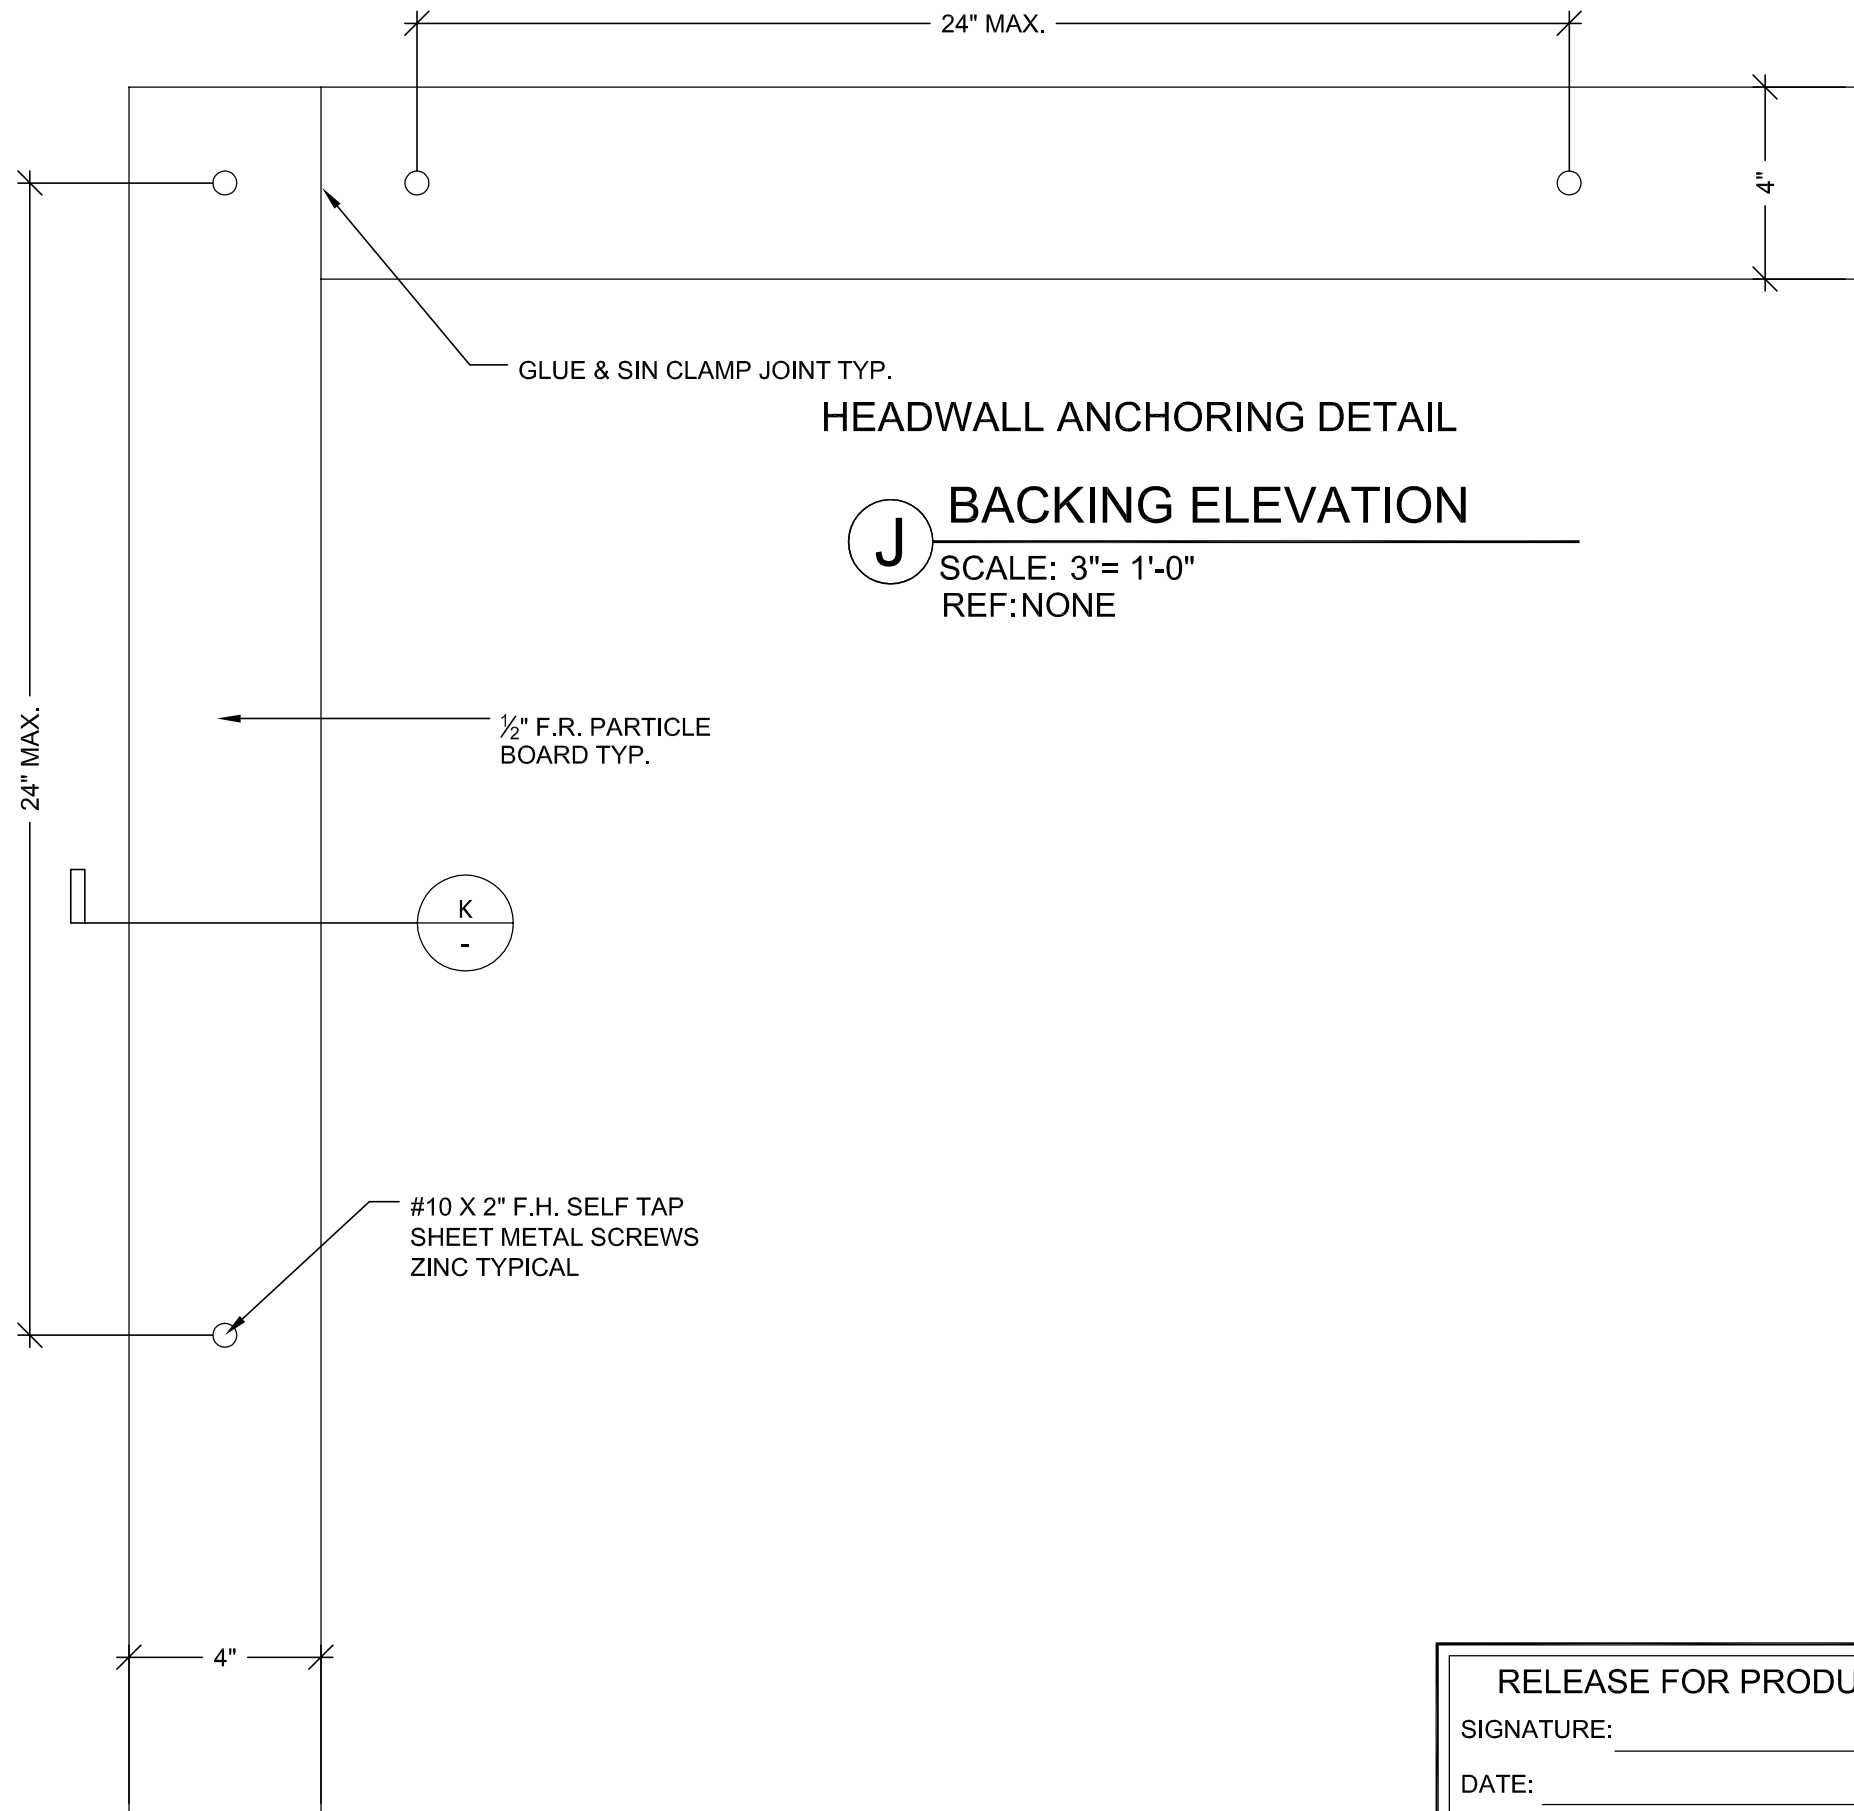 24" MAX.
4"
GLUE & SIN CLAMP JOINT TYP.
HEADWALL ANCHORING DETAIL
J
BACKING ELEVATION
SCALE: 3"= 1'-0"
REF:NONE
24" MAX.
½" F.R. PARTICLE
BOARD TYP.
K
-
#10 X 2" F.H. SELF TAP
SHEET METAL SCREWS
ZINC TYPICAL
4"
RELEASE FOR PRODU
SIGNATURE:
DATE: